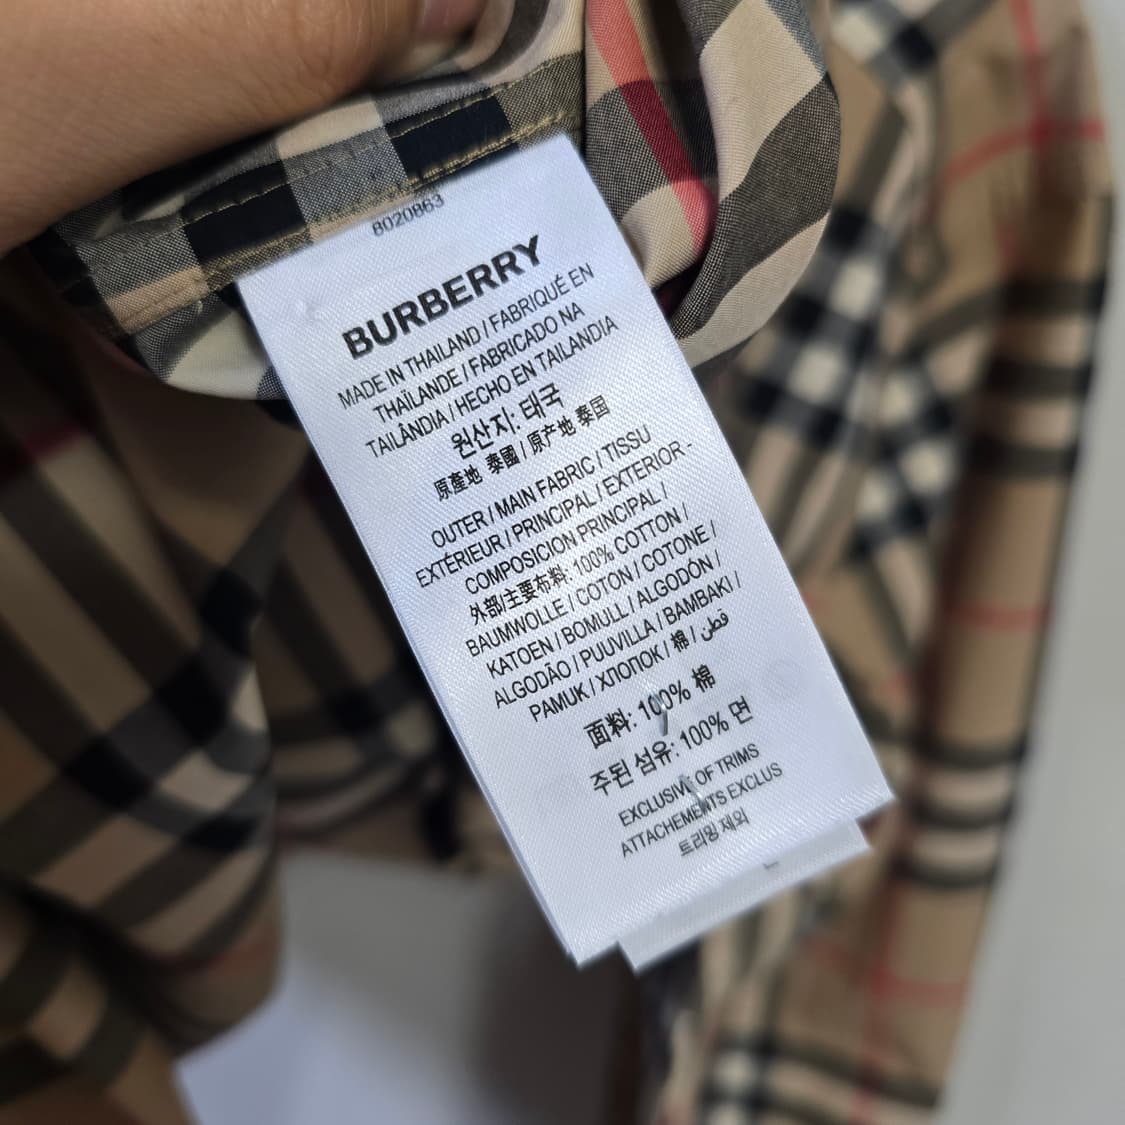 8020863
BURBERRY
MADE IN THAILAND / FABRIQUÉ EN
THAÏLANDE / FABRICADO NA
TAILÂNDIA / HECHO EN TAILANDIA
원산지: 태국
原產地 泰國 / 原产地 泰国
OUTER / MAIN FABRIC / TISSU
EXTÉRIEUR / PRINCIPAL / EXTERIOR -
COMPOSICION PRINCIPAL /
外部/主要布料: 100% COTTON /
BAUMWOLLE / COTON / COTONE /
KATOEN / BOMULL / ALGODÓN /
ALGODÃO / PUUVILLA / BAMBAKI /
PAMUK / ХЛОПОК / 棉 / قطن
面料: 100% 棉
주된 섬유: 100% 면
EXCLUSIVE OF TRIMS
ATTACHEMENTS EXCLUS
트리밍 제외